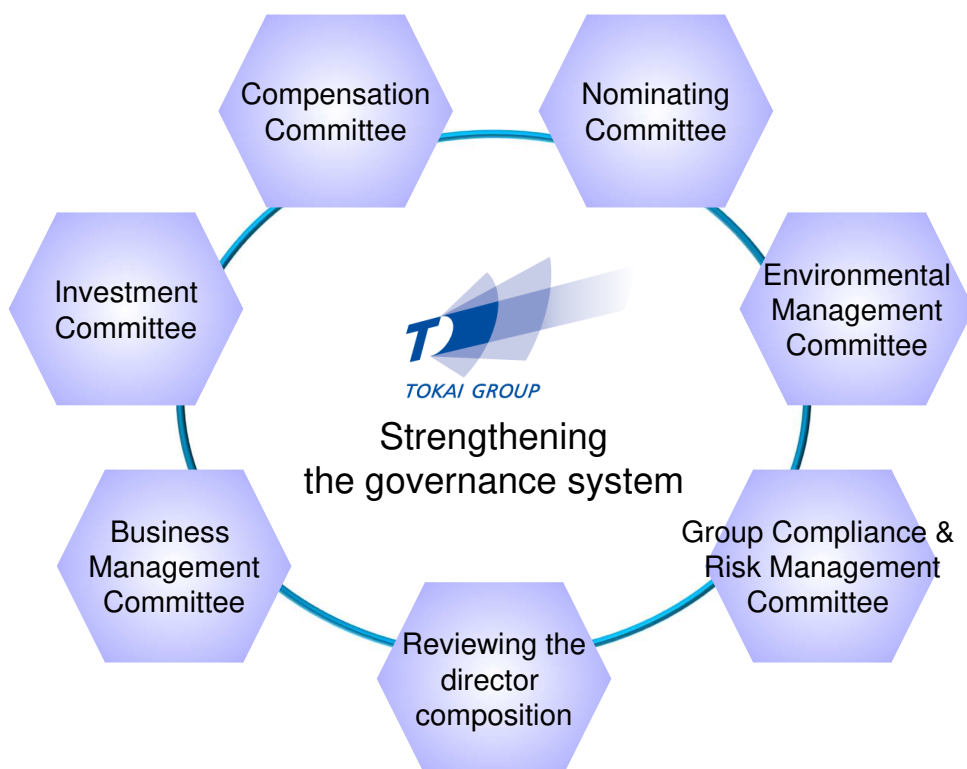 Compensation
Committee
Nominating
Committee
Investment
Committee
Environmental
Management
Committee
T
TOKAI GROUP
Strengthening
the governance system
Business
Management
Committee
Group Compliance &
Risk Management
Committee
Reviewing the
director
composition